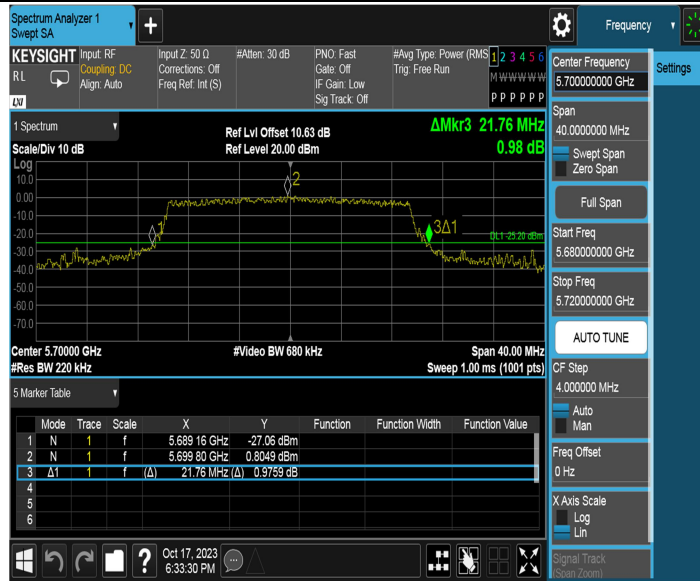 Spectrum Analyzer 1
Swept SA
Frequency
KEYSIGHT
RL
LXI
Input: RF
Coupling: DC
Align: Auto
Input Z: 50 Ω
Corrections: Off
Freq Ref: Int (S)
#Atten: 30 dB
PNO: Fast
Gate: Off
IF Gain: Low
Sig Track: Off
#Avg Type: Power (RMS
Trig: Free Run
1 2 3 4 5 6
M W W W W W
P P P P P P
Center Frequency
5.700000000 GHz
Settings
Span
40.0000000 MHz
Swept Span
Zero Span
Full Span
Start Freq
5.680000000 GHz
Stop Freq
5.720000000 GHz
AUTO TUNE
CF Step
4.000000 MHz
Auto
Man
Freq Offset
0 Hz
X Axis Scale
Log
Lin
Signal Track
(Span Zoom)
1 Spectrum
Scale/Div 10 dB
Ref Lvl Offset 10.63 dB
Ref Level 20.00 dBm
ΔMkr3 21.76 MHz
0.98 dB
Log
10.0
0.00
-10.0
-20.0
-30.0
-40.0
-50.0
-60.0
-70.0
1
2
3Δ1
DL1 -25.20 dBm
Center 5.70000 GHz
#Res BW 220 kHz
#Video BW 680 kHz
Span 40.00 MHz
Sweep 1.00 ms (1001 pts)
5 Marker Table
Mode Trace Scale X Y Function Function Width Function Value
1 N 1 f 5.689 16 GHz -27.06 dBm
2 N 1 f 5.699 80 GHz 0.8049 dBm
3 Δ1 1 f (Δ) 21.76 MHz (Δ) 0.9759 dB
4
5
6
?
Oct 17, 2023
6:33:30 PM